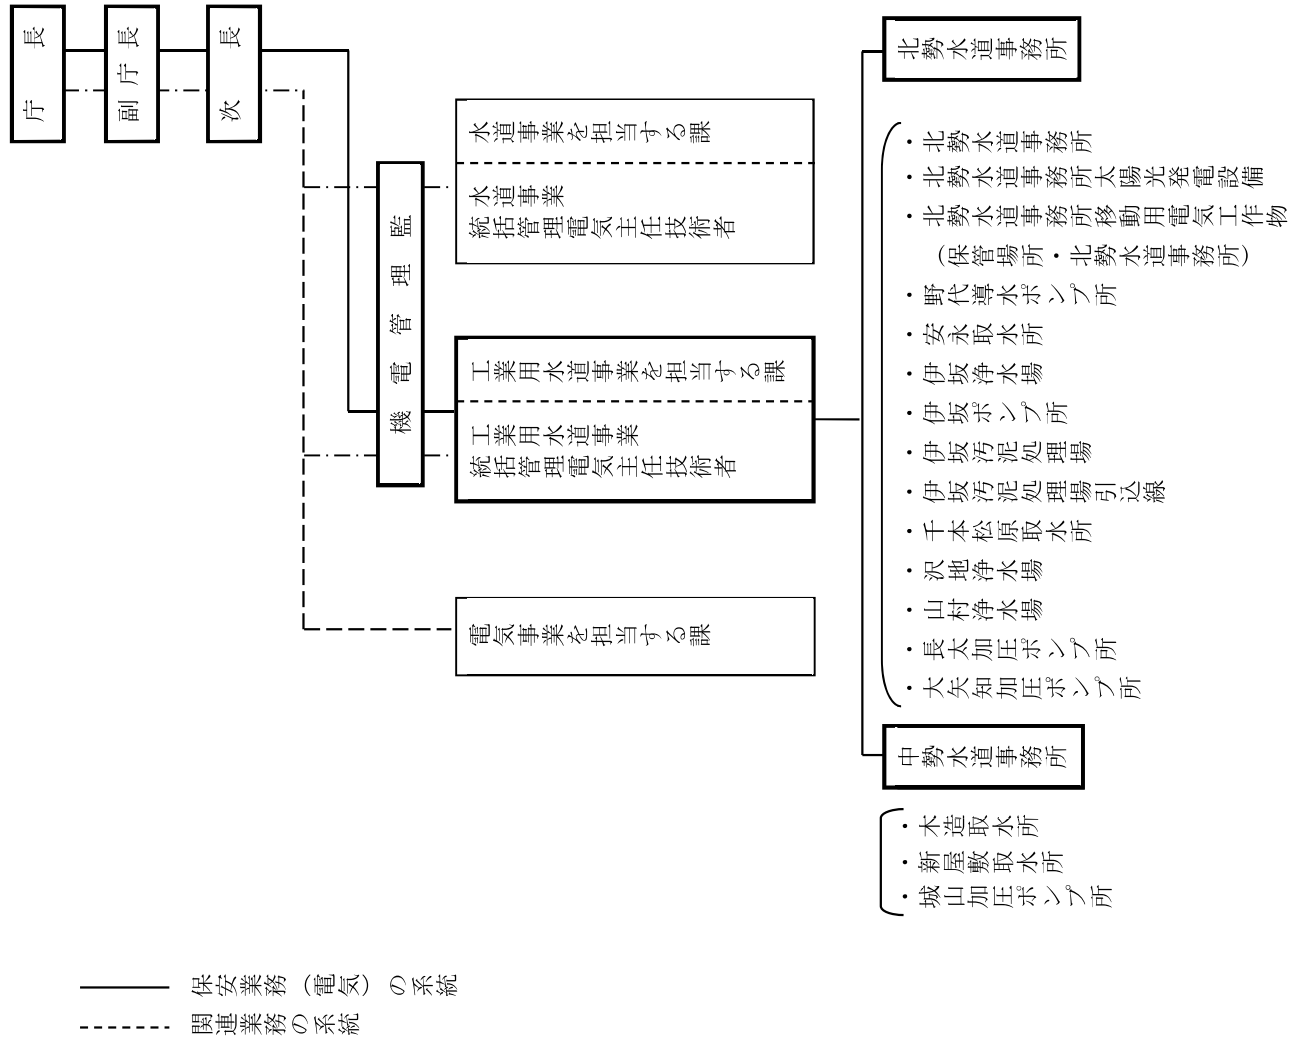 庁長
副庁長
次長
機電管理監
水道事業を担当する課
水道事業
統括管理電気主任技術者
工業用水道事業を担当する課
工業用水道事業
統括管理電気主任技術者
電気事業を担当する課
北勢水道事務所
・北勢水道事務所
・北勢水道事務所太陽光発電設備
・北勢水道事務所移動用電気工作物
（保管場所・北勢水道事務所）
・野代導水ポンプ所
・安永取水所
・伊坂浄水場
・伊坂ポンプ所
・伊坂汚泥処理場
・伊坂汚泥処理場引込線
・千本松原取水所
・沢地浄水場
・山村浄水場
・長太加圧ポンプ所
・大矢知加圧ポンプ所
中勢水道事務所
・木造取水所
・新屋敷取水所
・城山加圧ポンプ所
保安業務（電気）の系統
関連業務の系統